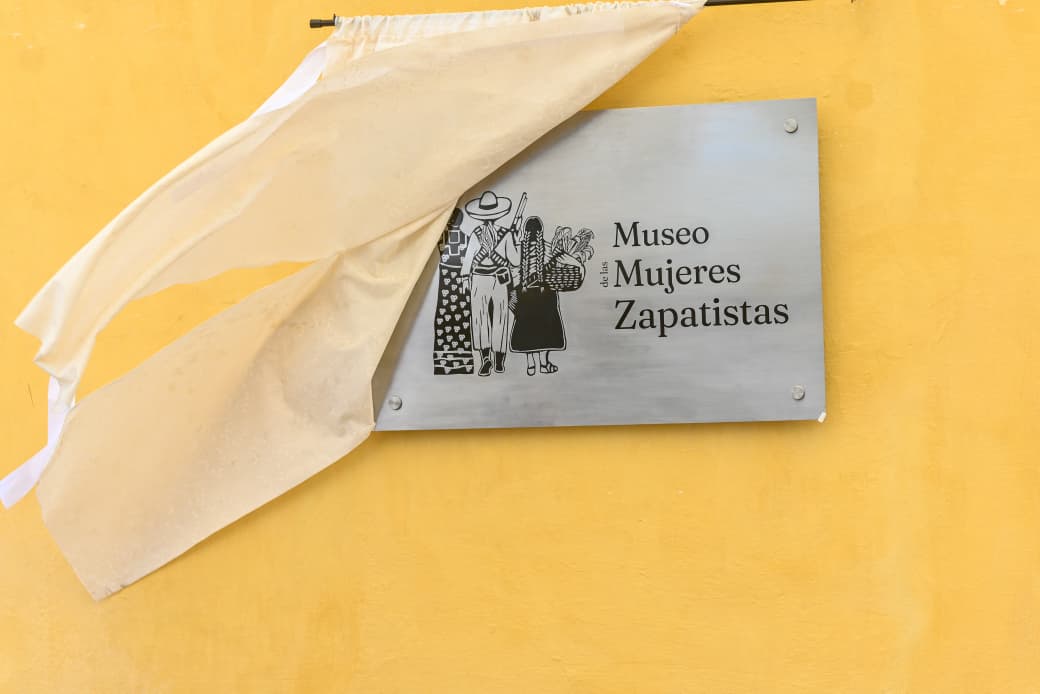 Museo
de las
Mujeres
Zapatistas